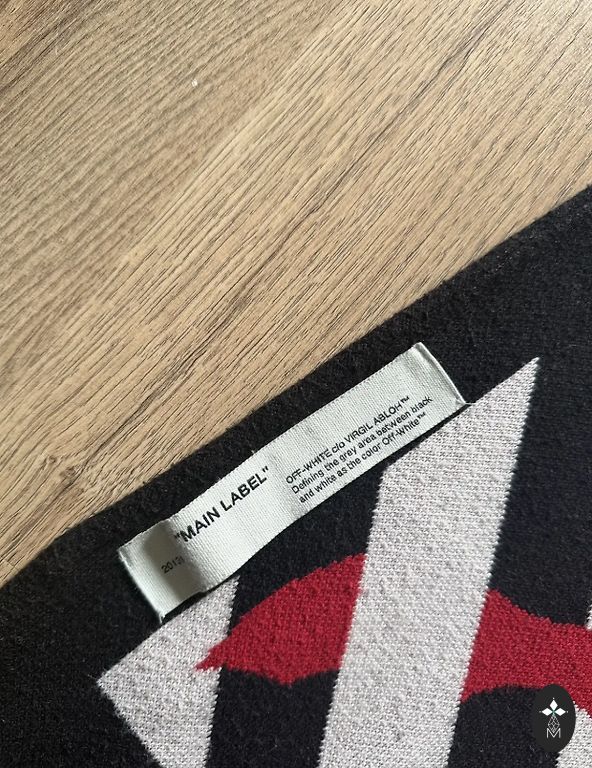 "MAIN LABEL"
OFF-WHITE c/o VIRGIL ABLOH™
Defining the grey area between black
and white as the color Off-White™
M